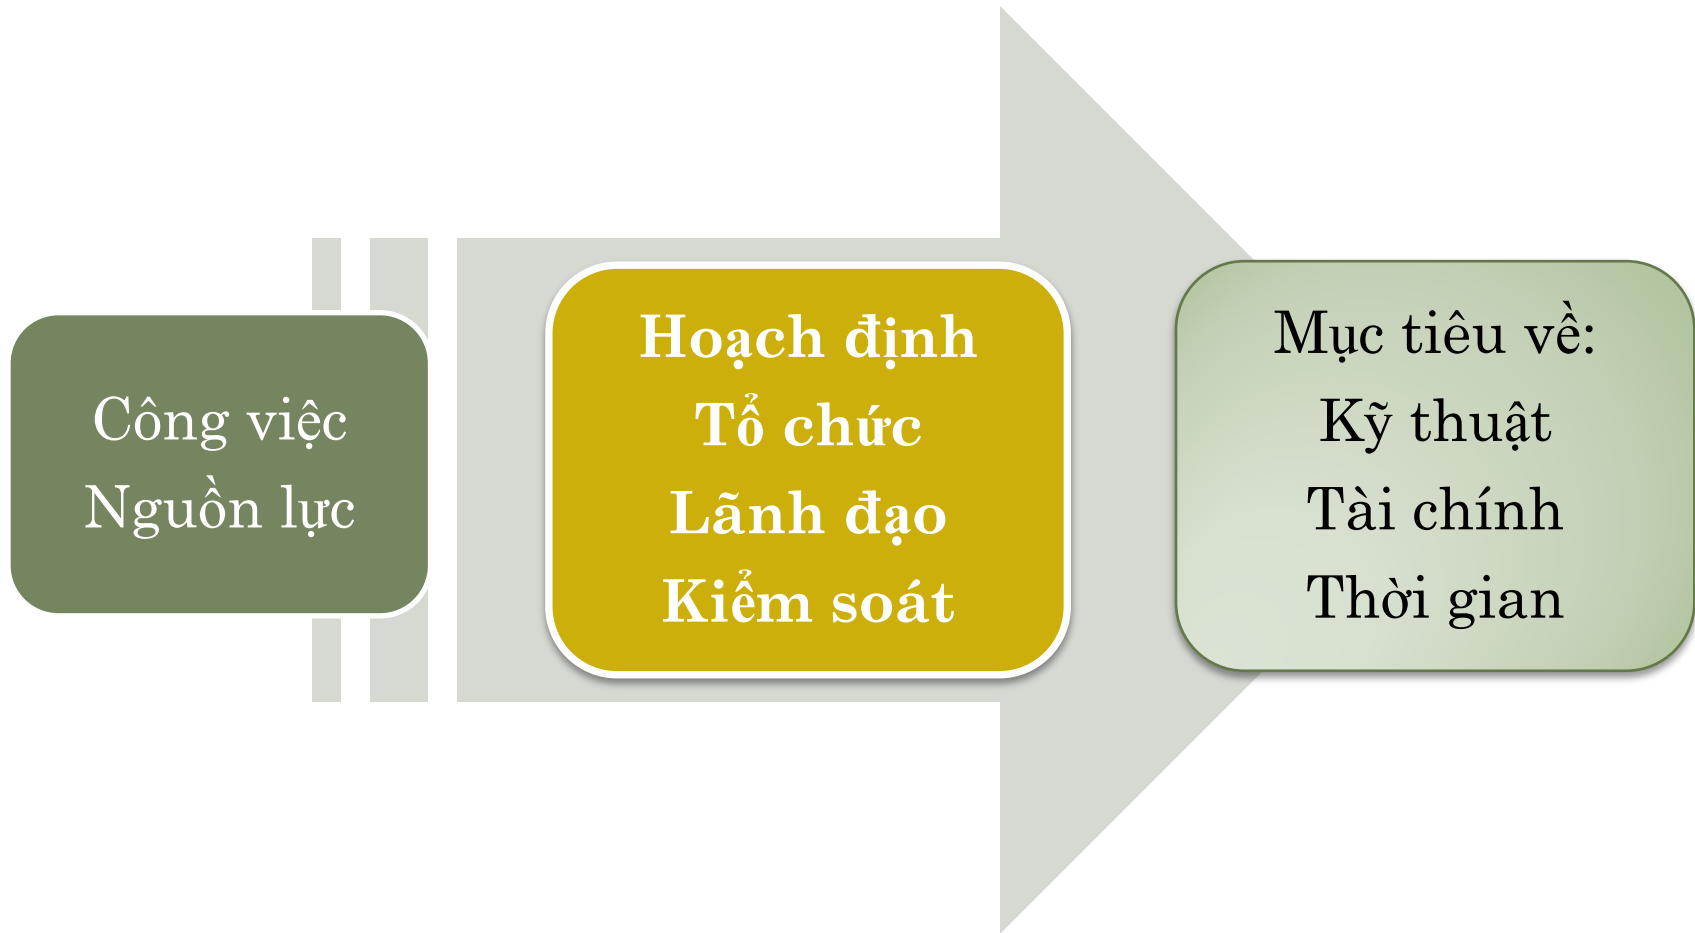 Công việc
Nguồn lực
Hoạch định
Tổ chức
Lãnh đạo
Kiểm soát
Mục tiêu về:
Kỹ thuật
Tài chính
Thời gian